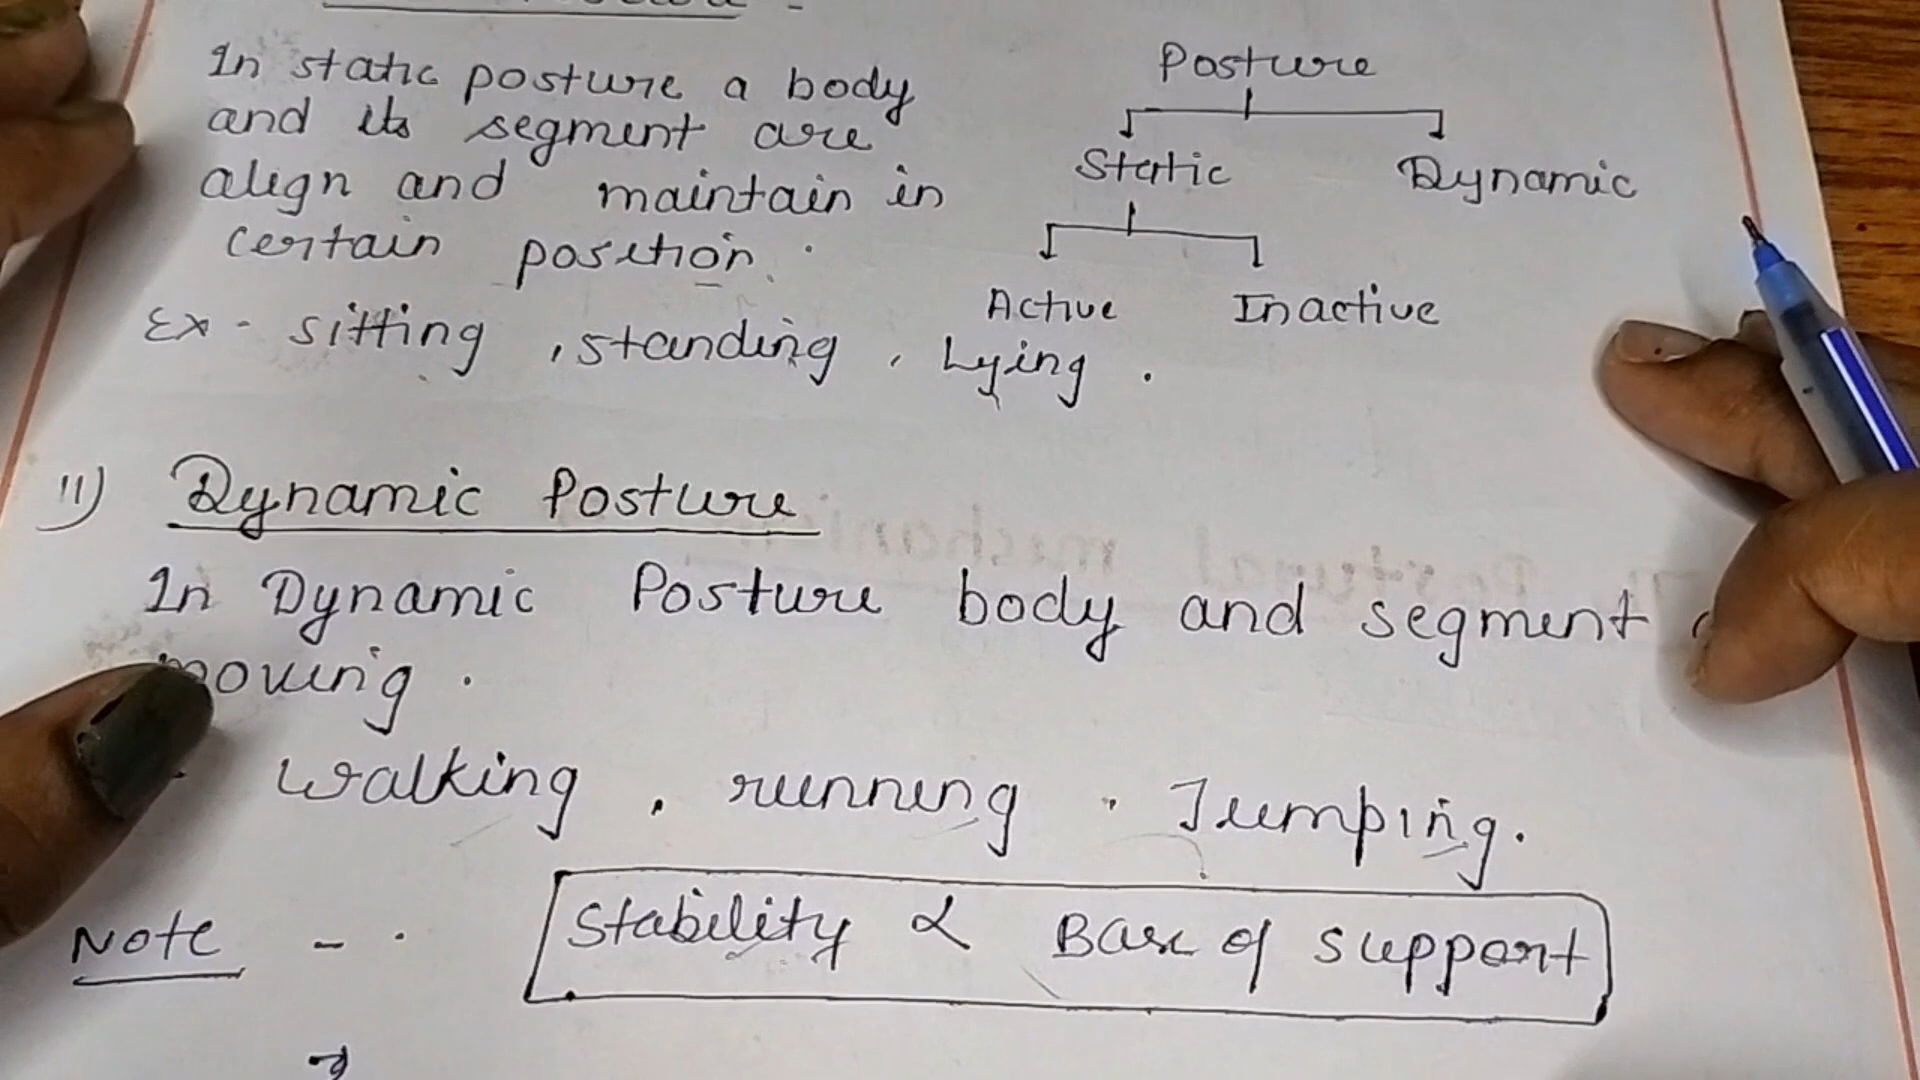 In static posture a body
and its segment are
align and maintain in
certain position.
Ex - sitting , standing , Lying .
Posture
Static Dynamic
Active Inactive
11) Dynamic Posture
In Dynamic Posture body and segment
moving .
walking , running , Jumping.
Note - . Stability α Base of support